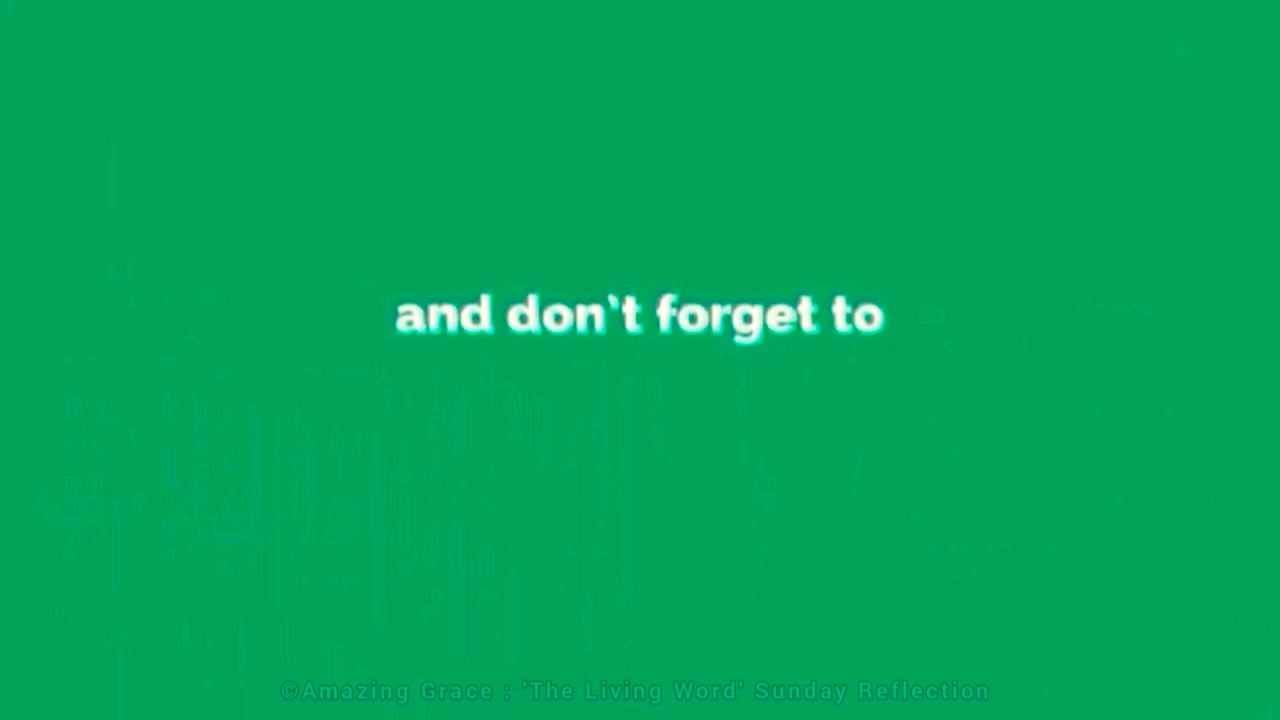 and don't forget to
©Amazing Grace : 'The Living Word' Sunday Reflection